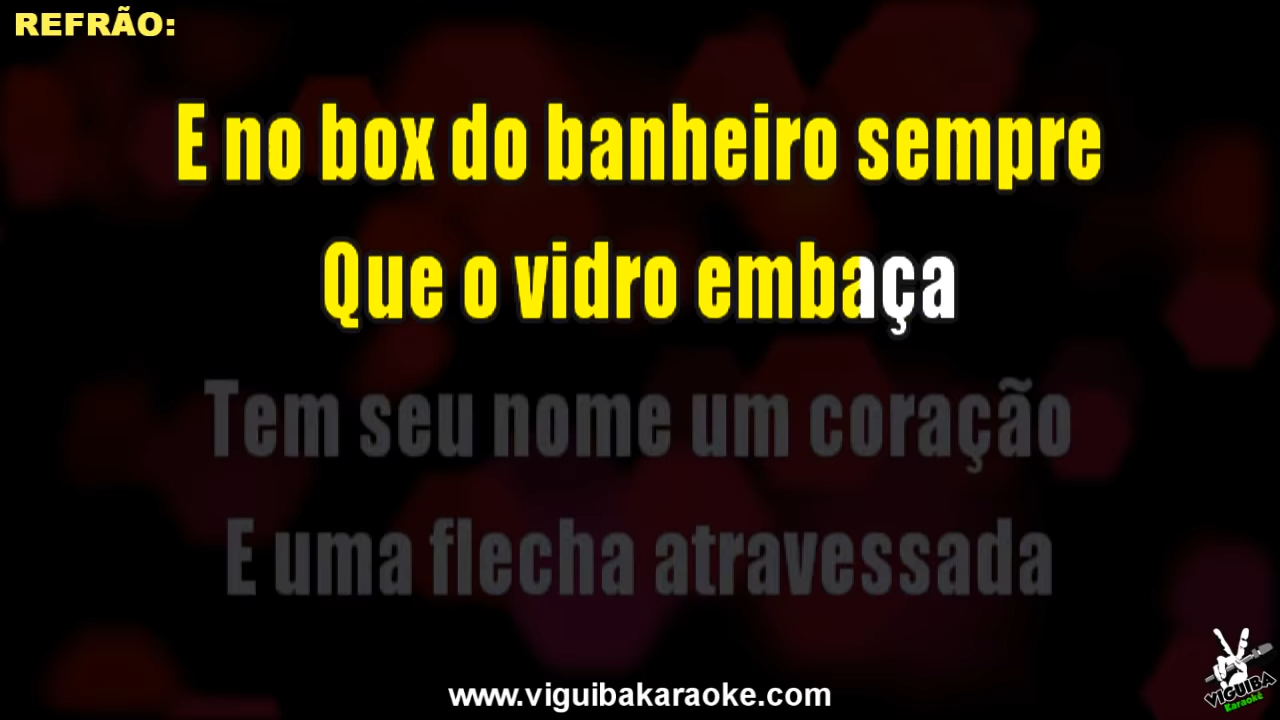 REFRÃO:
E no box do banheiro sempre
Que o vidro embaça
Tem seu nome um coração
E uma flecha atravessada
www.viguibakaraoke.com
VIGUIBA
Karaokê